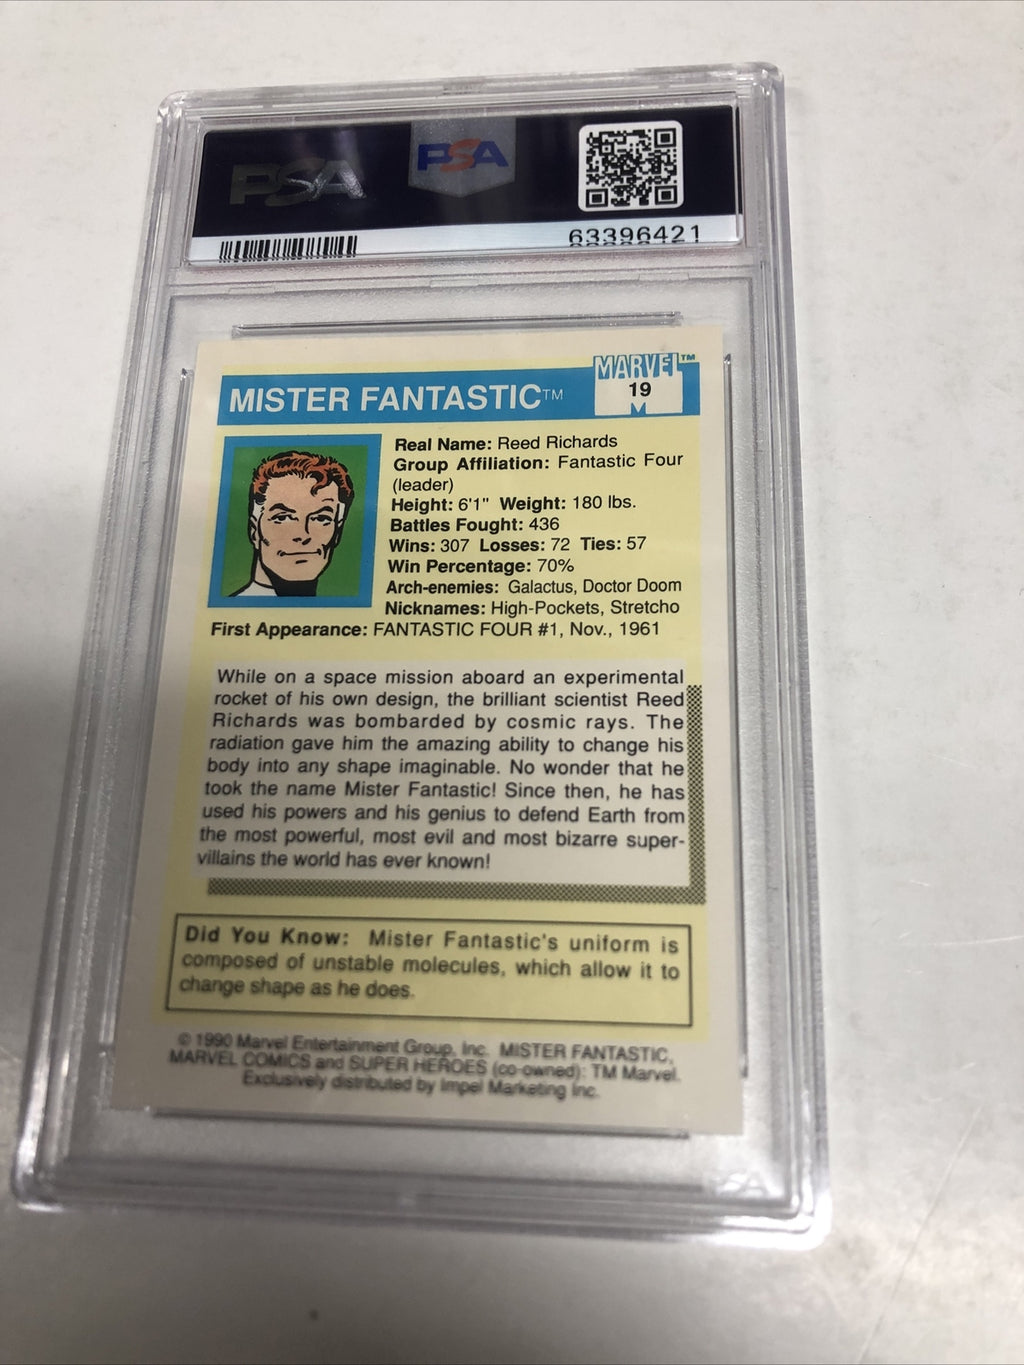 PSA
PSA
63396421
MARVEL™
19
MISTER FANTASTIC™
Real Name: Reed Richards
Group Affiliation: Fantastic Four
(leader)
Height: 6'1" Weight: 180 lbs.
Battles Fought: 436
Wins: 307 Losses: 72 Ties: 57
Win Percentage: 70%
Arch-enemies: Galactus, Doctor Doom
Nicknames: High-Pockets, Stretcho
First Appearance: FANTASTIC FOUR #1, Nov., 1961
While on a space mission aboard an experimental
rocket of his own design, the brilliant scientist Reed
Richards was bombarded by cosmic rays. The
radiation gave him the amazing ability to change his
body into any shape imaginable. No wonder that he
took the name Mister Fantastic! Since then, he has
used his powers and his genius to defend Earth from
the most powerful, most evil and most bizarre super-
villains the world has ever known!
Did You Know: Mister Fantastic's uniform is
composed of unstable molecules, which allow it to
change shape as he does.
© 1990 Marvel Entertainment Group, Inc. MISTER FANTASTIC,
MARVEL COMICS and SUPER HEROES (co-owned): TM Marvel.
Exclusively distributed by Impel Marketing Inc.
PSA